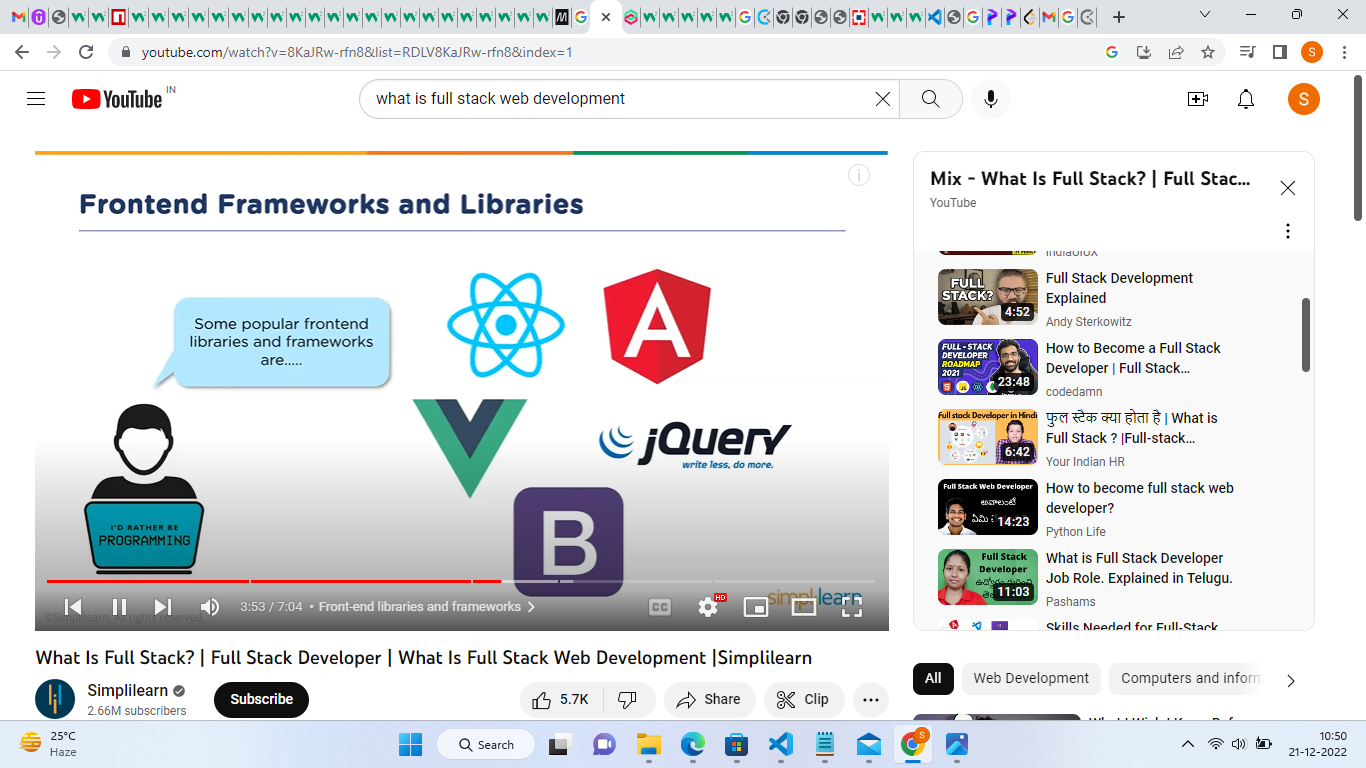 youtube.com/watch?v=8KaJRw-rfn8&list=RDLV8KaJRw-rfn8&index=1
S
YouTube IN
what is full stack web development
S
Frontend Frameworks and Libraries
Some popular frontend
libraries and frameworks
are.....
A
jQuery
write less, do more.
B
I'D RATHER BE
PROGRAMMING
3:53 / 7:04 • Front-end libraries and frameworks
CC
HD
simplilearn
©Simplilearn. All rights reserved.
What Is Full Stack? | Full Stack Developer | What Is Full Stack Web Development |Simplilearn
Simplilearn
2.66M subscribers
Subscribe
5.7K
Share
Clip
Mix - What Is Full Stack? | Full Stac...
YouTube
IndiaUIUX
FULL
STACK?
4:52
Full Stack Development
Explained
Andy Sterkowitz
FULL - STACK
DEVELOPER
ROADMAP
2021
23:48
How to Become a Full Stack
Developer | Full Stack...
codedamn
Full stack Developer in Hindi
6:42
फुल स्टैक क्या होता है | What is
Full Stack ? |Full-stack...
Your Indian HR
Full Stack Web Developer
అవాలంటే
ఏమి
14:23
How to become full stack web
developer?
Python Life
Full Stack
Developer
11:03
What is Full Stack Developer
Job Role. Explained in Telugu.
Pashams
Skills Needed for Full-Stack
All
Web Development
Computers and inform
25°C
Haze
Search
S
10:50
21-12-2022